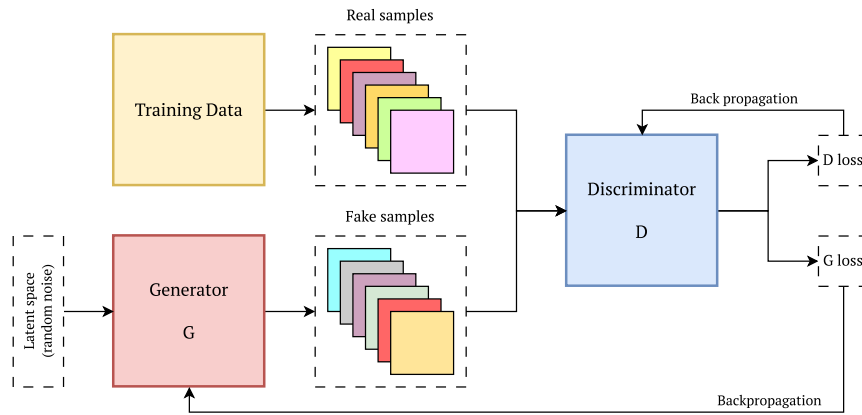 Real samples
Training Data
Back propagation
D loss
Discriminator
D
Fake samples
Latent space
(random noise)
Generator
G
G loss
Backpropagation